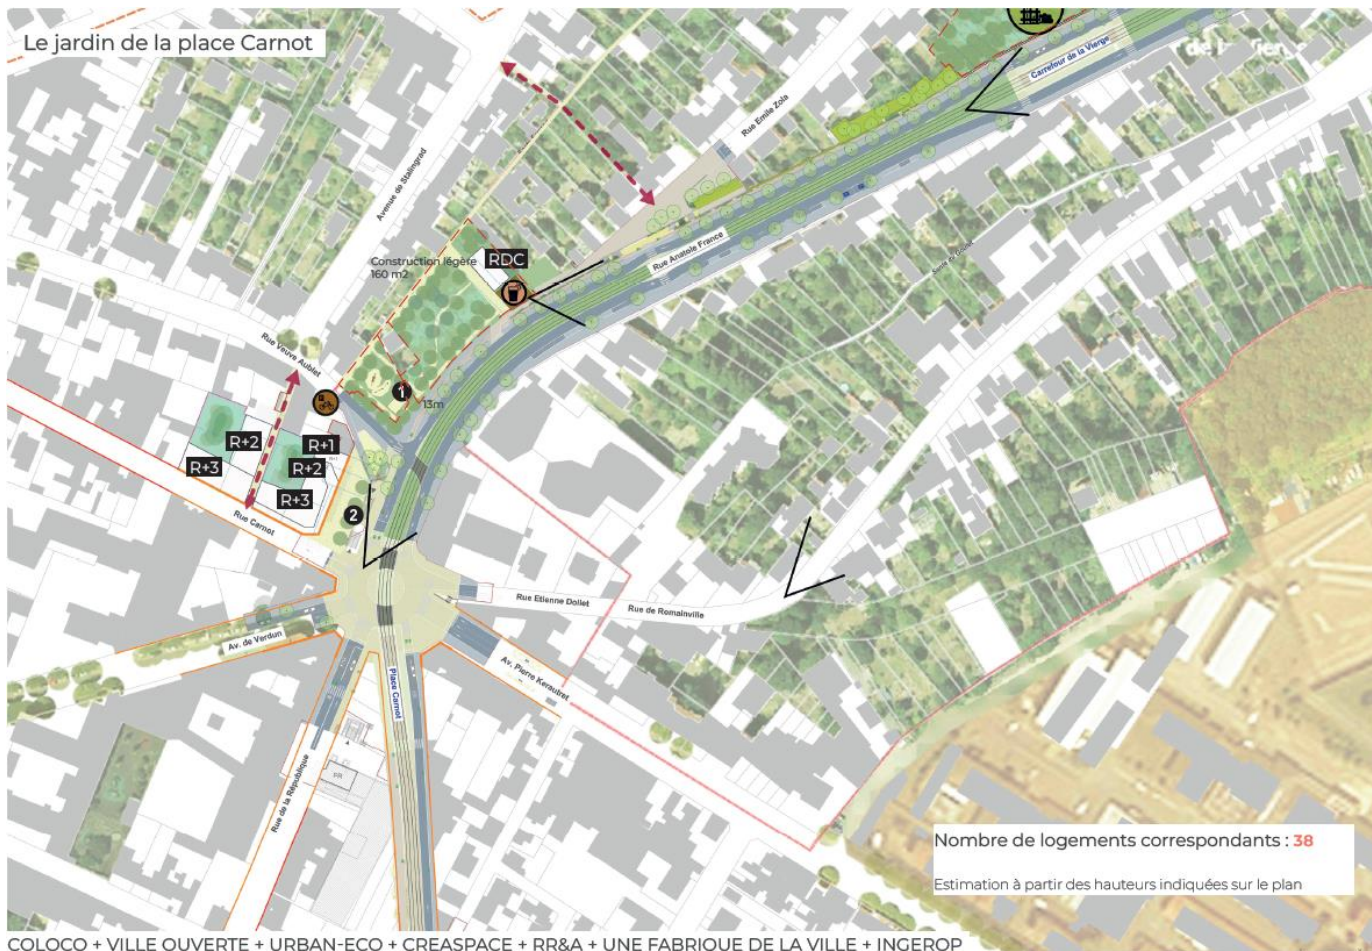 Le jardin de la place Carnot
Carrefour de la Vierge
Rue Emile Zola
Avenue de Stalingrad
Rue Anatole France
Construction légère
160 m2
RDC
Rue Veuve Aublet
1
13m
R+2
R+1
R+3
R+2
R+3
2
Rue Carnot
Rue Etienne Dollet
Rue de Romainville
Av. de Verdun
Place Carnot
Av. Pierre Kerautret
Rue de la République
Nombre de logements correspondants : 38
Estimation à partir des hauteurs indiquées sur le plan
COLOCO + VILLE OUVERTE + URBAN-ECO + CREASPACE + RR&A + UNE FABRIQUE DE LA VILLE + INGEROP